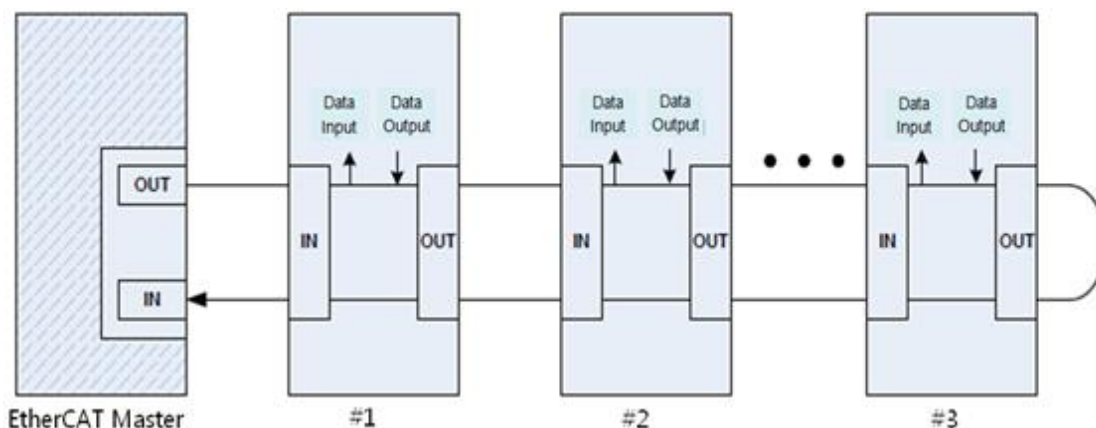 Data
Input
Data
Output
Data
Input
Data
Output
Data
Input
Data
Output
OUT
IN
IN
OUT
IN
OUT
IN
OUT
EtherCAT Master
#1
#2
#3